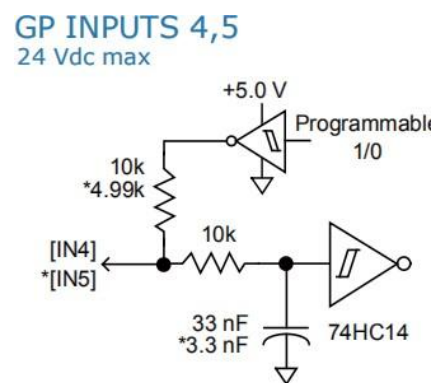 GP INPUTS 4,5
24 Vdc max
+5.0 V
Programmable
1/0
10k
*4.99k
10k
[IN4]
*[IN5]
33 nF
*3.3 nF
74HC14